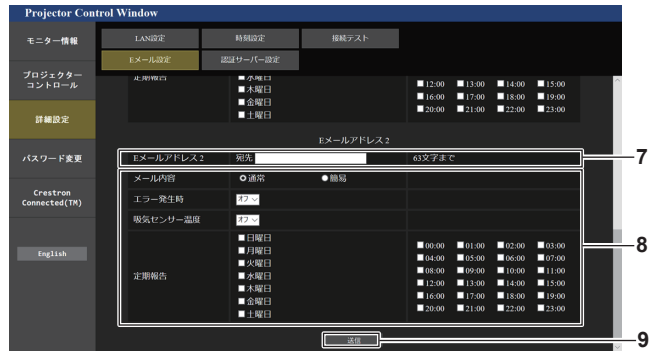 Projector Control Window
モニター情報
プロジェクター
コントロール
詳細設定
パスワード変更
Crestron
Connected(TM)
English
LAN設定 時刻設定 接続テスト
Eメール設定 認証サーバー設定
定期報告
水曜日
木曜日
金曜日
土曜日
12:00 13:00 14:00 15:00
16:00 17:00 18:00 19:00
20:00 21:00 22:00 23:00
Eメールアドレス 2
Eメールアドレス 2 宛先 63文字まで
7
メール内容 通常 簡易
エラー発生時 オフ
吸気センサー温度 オフ
定期報告
日曜日
月曜日
火曜日
水曜日
木曜日
金曜日
土曜日
00:00 01:00 02:00 03:00
04:00 05:00 06:00 07:00
08:00 09:00 10:00 11:00
12:00 13:00 14:00 15:00
16:00 17:00 18:00 19:00
20:00 21:00 22:00 23:00
8
送信
9